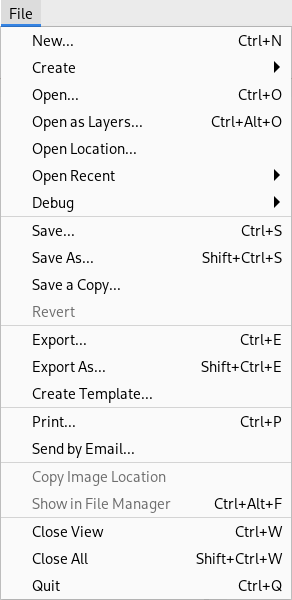 File
New... Ctrl+N
Create
Open... Ctrl+O
Open as Layers... Ctrl+Alt+O
Open Location...
Open Recent
Debug
Save... Ctrl+S
Save As... Shift+Ctrl+S
Save a Copy...
Revert
Export... Ctrl+E
Export As... Shift+Ctrl+E
Create Template...
Print... Ctrl+P
Send by Email...
Copy Image Location
Show in File Manager Ctrl+Alt+F
Close View Ctrl+W
Close All Shift+Ctrl+W
Quit Ctrl+Q